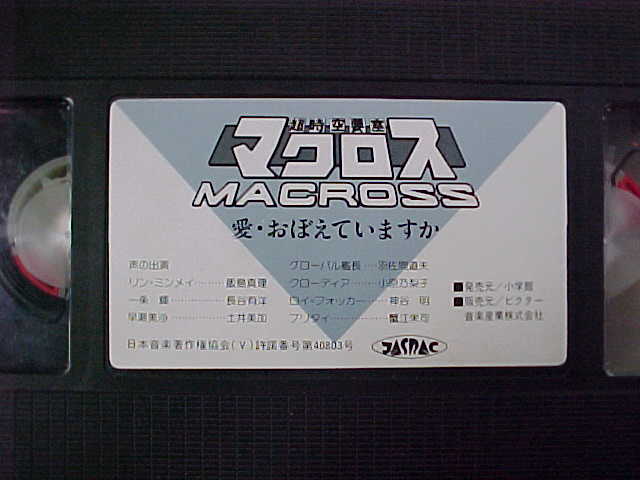 超時空要塞
マクロス
MACROSS
愛・おぼえていますか
声の出演
リン・ミンメイ……飯島真理
一条 輝……長谷有洋
早瀬美沙……土井美加
グローバル艦長…羽佐間道夫
クローディア……小原乃梨子
ロイ・フォッカー……神谷 明
ブリタイ……蟹江栄司
■発売元/小学館
■販売元/ビクター
音楽産業株式会社
日本音楽著作権協会(V)許諾番号第40803号
JASRAC